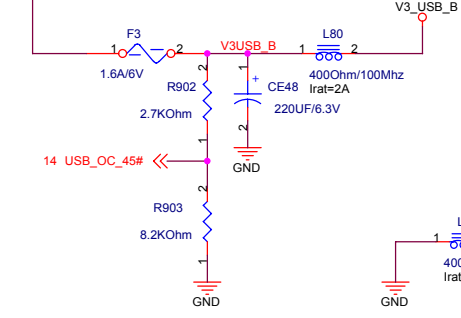 V3_USB_B
F3
V3USB_B
L80
1
2
1
2
1.6A/6V
400Ohm/100Mhz
Irat=2A
2
R902
2.7KOhm
1
1
+
CE48
220UF/6.3V
2
GND
14 USB_OC_45#
2
R903
8.2KOhm
1
GND
L
1
400
Irat
GND